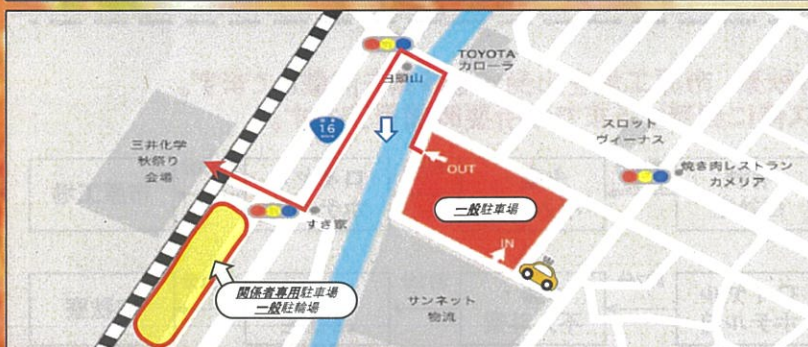 TOYOTA
カローラ
白頭山
スロット
ヴィーナス
16
三井化学
秋祭り
会場
焼き肉レストラン
カメリア
OUT
一般駐車場
すき家
IN
関係者専用駐車場
一般駐輪場
サンネット
物流